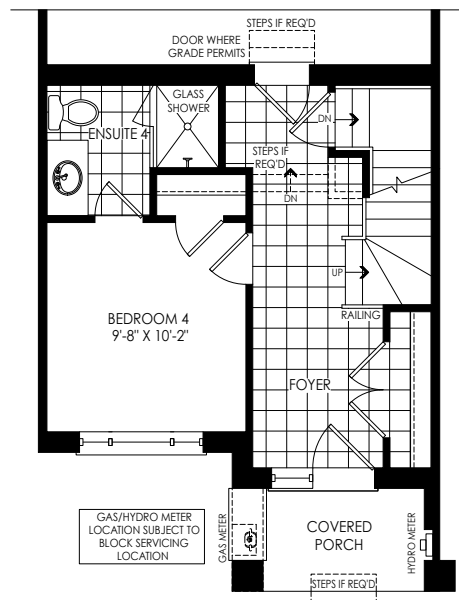 STEPS IF REQ'D
DOOR WHERE
GRADE PERMITS
GLASS
SHOWER
ENSUITE 4
DN
STEPS IF
REQ'D
DN
UP
RAILING
BEDROOM 4
9'-8" X 10'-2"
FOYER
GAS/HYDRO METER
LOCATION SUBJECT TO
BLOCK SERVICING
LOCATION
GAS METER
COVERED
PORCH
HYDRO METER
STEPS IF REQ'D